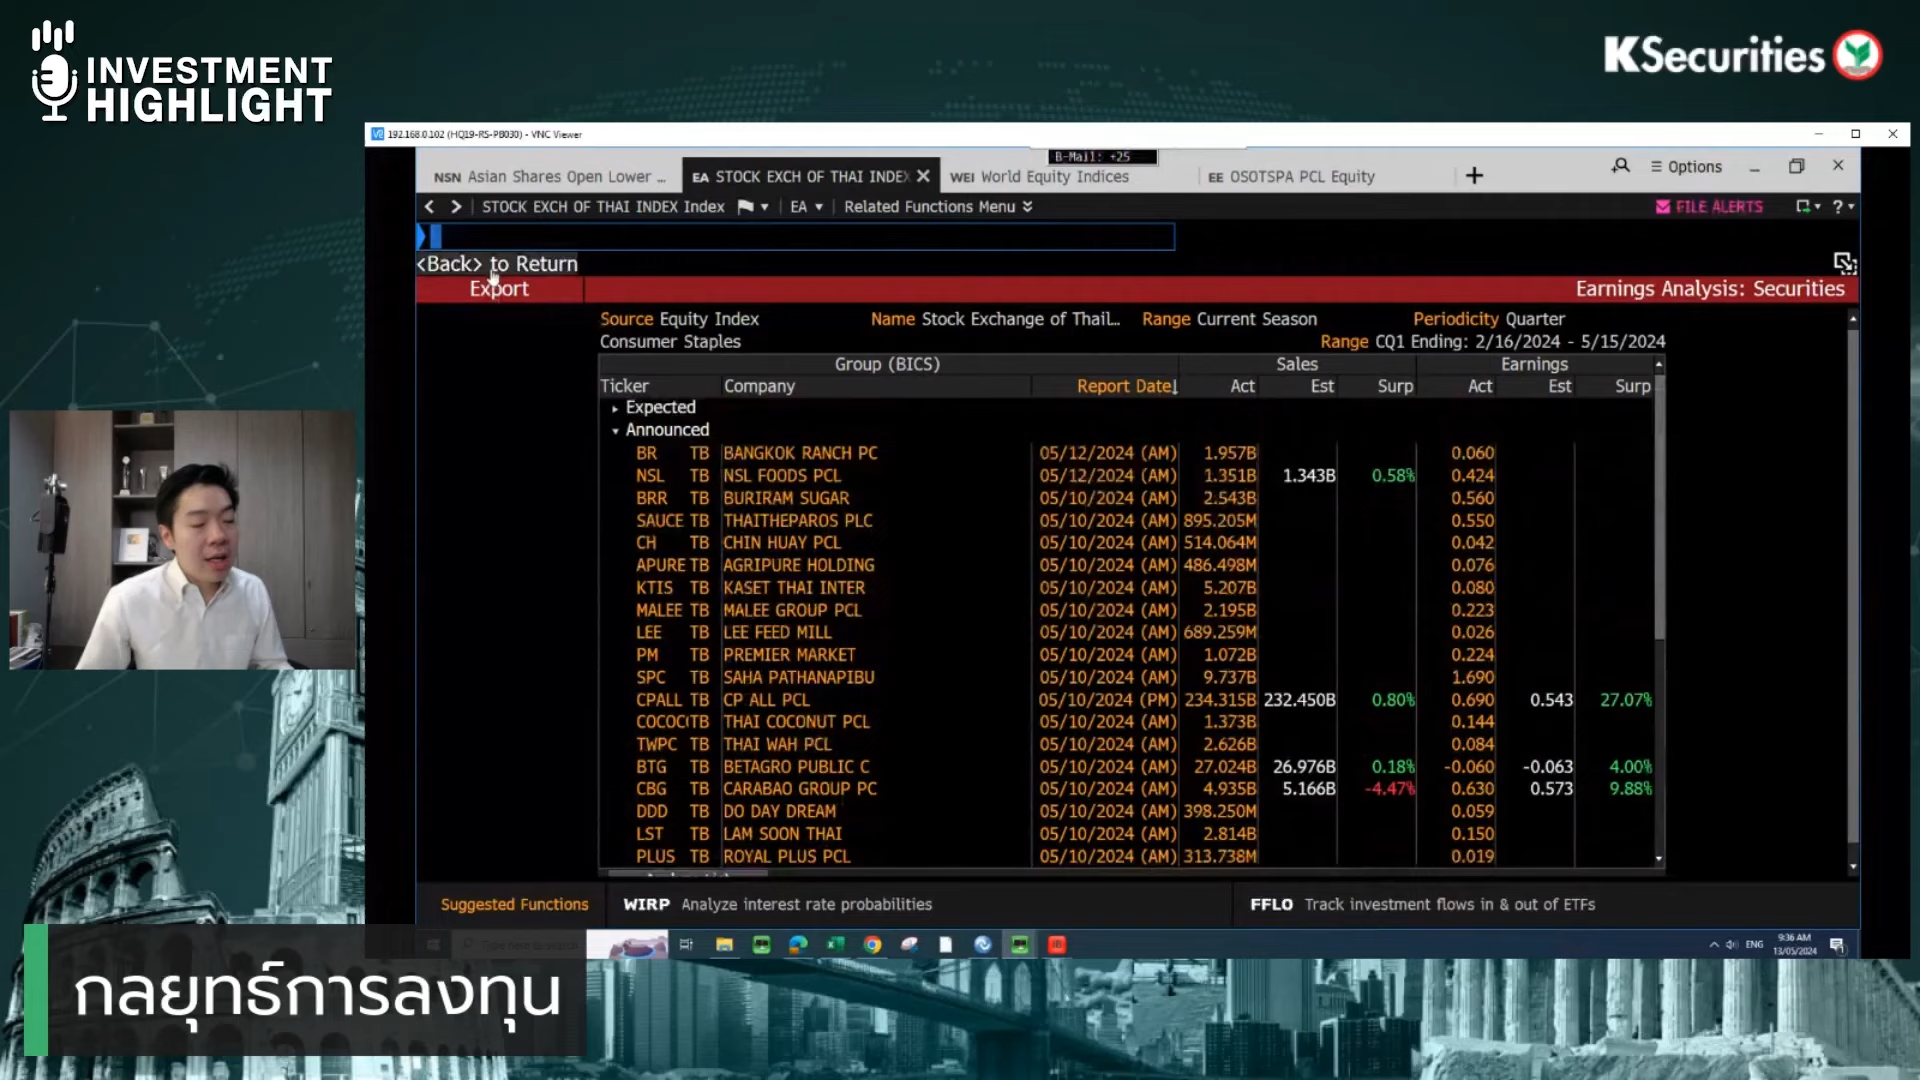 INVESTMENT
HIGHLIGHT
KSecurities
192.168.0.102 (HQ19-RS-PB030) - VNC Viewer
B-Mail: +25
NSN Asian Shares Open Lower ...
EA STOCK EXCH OF THAI INDEX
WEI World Equity Indices
EE OSOTSPA PCL Equity
Options
STOCK EXCH OF THAI INDEX Index
EA
Related Functions Menu
FILE ALERTS
<Back> to Return
Export
Earnings Analysis: Securities
Source Equity Index Name Stock Exchange of Thail... Range Current Season Periodicity Quarter
Consumer Staples Range CQ1 Ending: 2/16/2024 - 5/15/2024
Group (BICS) Sales Earnings
Ticker Company Report Date↓ Act Est Surp Act Est Surp
Expected
Announced
BR TB BANGKOK RANCH PC 05/12/2024 (AM) 1.957B 0.060
NSL TB NSL FOODS PCL 05/12/2024 (AM) 1.351B 1.343B 0.58% 0.424
BRR TB BURIRAM SUGAR 05/10/2024 (AM) 2.543B 0.560
SAUCE TB THAITHEPAROS PLC 05/10/2024 (AM) 895.205M 0.550
CH TB CHIN HUAY PCL 05/10/2024 (AM) 514.064M 0.042
APURE TB AGRIPURE HOLDING 05/10/2024 (AM) 486.498M 0.076
KTIS TB KASET THAI INTER 05/10/2024 (AM) 5.207B 0.080
MALEE TB MALEE GROUP PCL 05/10/2024 (AM) 2.195B 0.223
LEE TB LEE FEED MILL 05/10/2024 (AM) 689.259M 0.026
PM TB PREMIER MARKET 05/10/2024 (AM) 1.072B 0.224
SPC TB SAHA PATHANAPIBU 05/10/2024 (AM) 9.737B 1.690
CPALL TB CP ALL PCL 05/10/2024 (PM) 234.315B 232.450B 0.80% 0.690 0.543 27.07%
COCOC TB THAI COCONUT PCL 05/10/2024 (AM) 1.373B 0.144
TWPC TB THAI WAH PCL 05/10/2024 (AM) 2.626B 0.084
BTG TB BETAGRO PUBLIC C 05/10/2024 (AM) 27.024B 26.976B 0.18% -0.060 -0.063 4.00%
CBG TB CARABAO GROUP PC 05/10/2024 (AM) 4.935B 5.166B -4.47% 0.630 0.573 9.88%
DDD TB DO DAY DREAM 05/10/2024 (AM) 398.250M 0.059
LST TB LAM SOON THAI 05/10/2024 (AM) 2.814B 0.150
PLUS TB ROYAL PLUS PCL 05/10/2024 (AM) 313.738M 0.019
Suggested Functions WIRP Analyze interest rate probabilities FFLO Track investment flows in & out of ETFs
ENG
9:36 AM
13/05/2024
กลยุทธ์การลงทุน